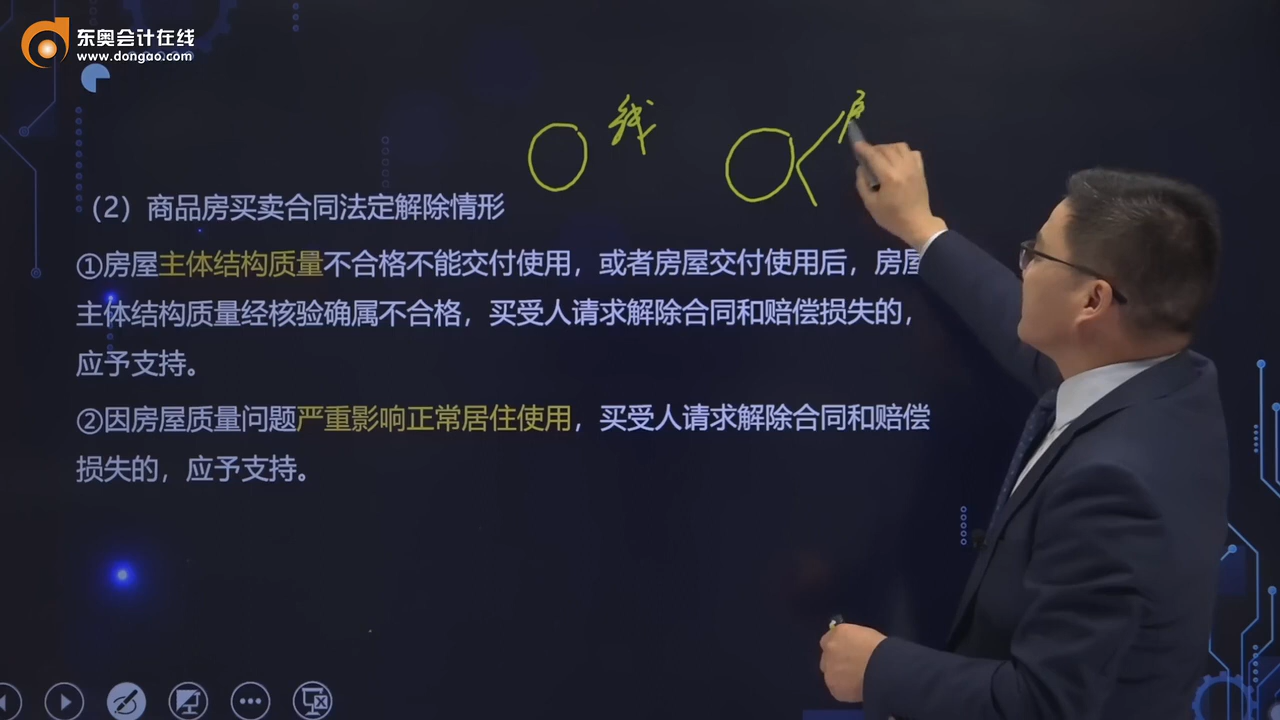 东奥会计在线
www.dongao.com
钱
（2）商品房买卖合同法定解除情形
①房屋主体结构质量不合格不能交付使用，或者房屋交付使用后，房屋
主体结构质量经核验确属不合格，买受人请求解除合同和赔偿损失的，
应予支持。
②因房屋质量问题严重影响正常居住使用，买受人请求解除合同和赔偿
损失的，应予支持。